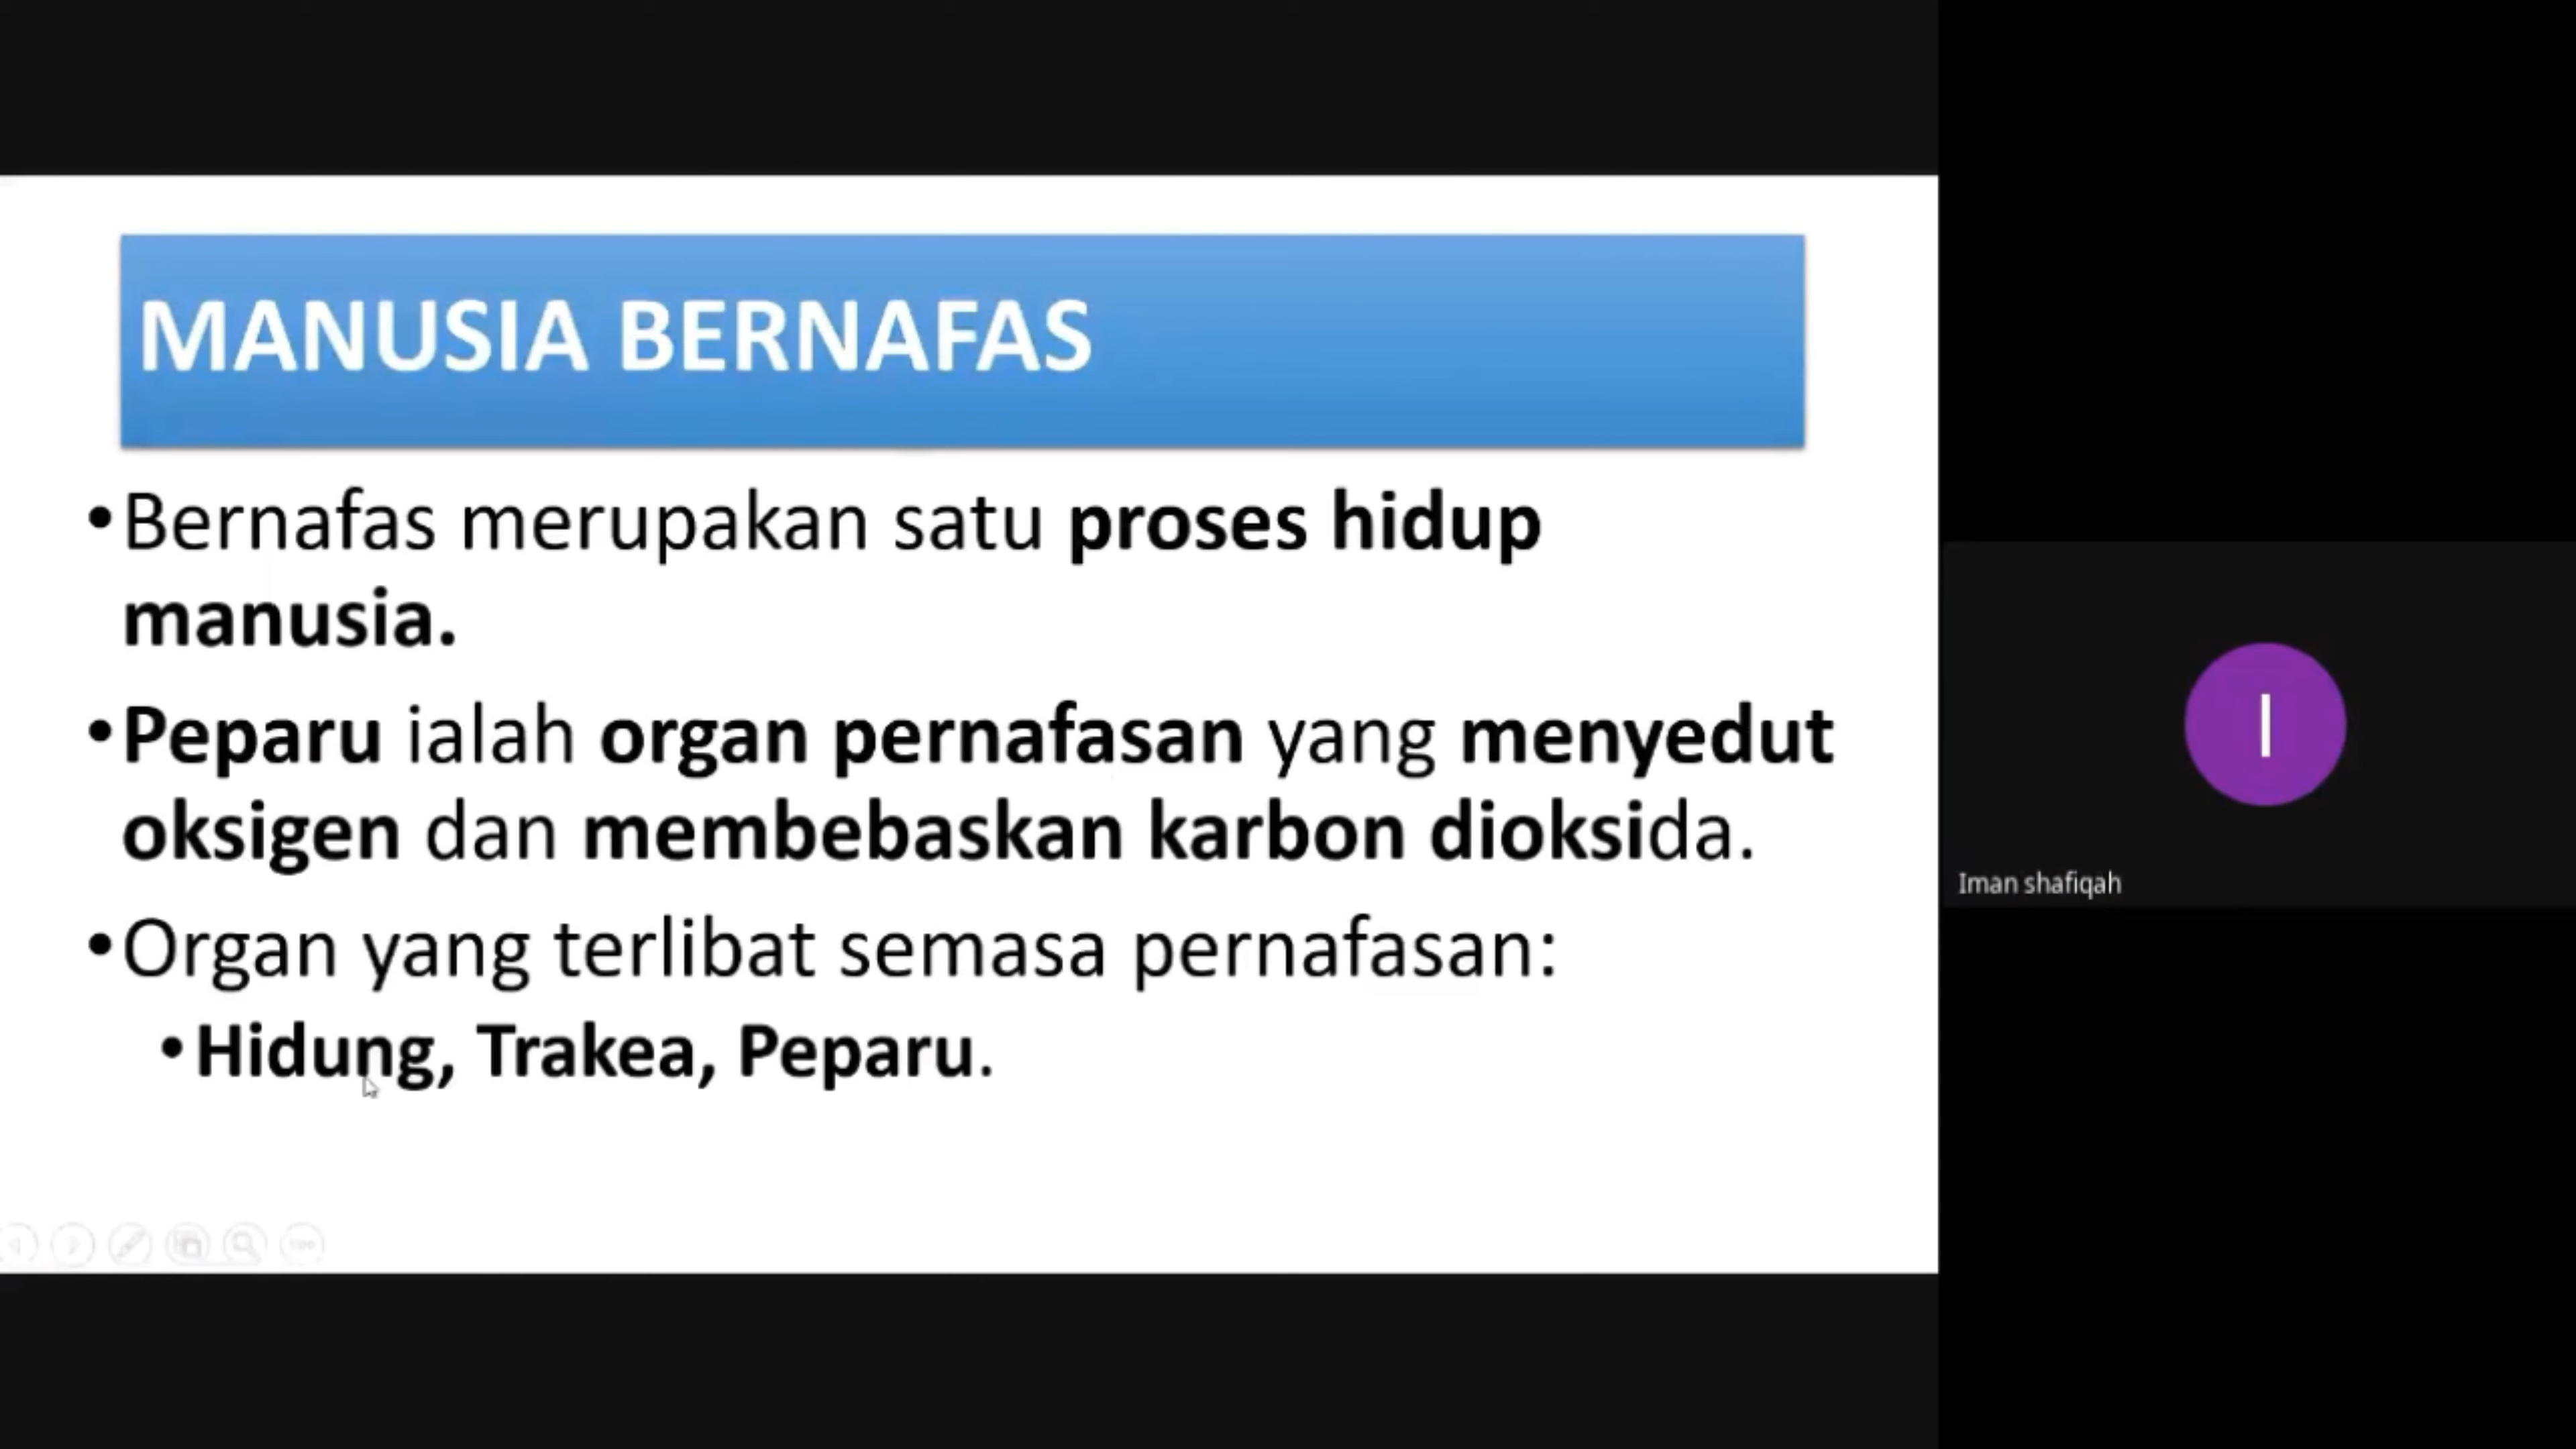 MANUSIA BERNAFAS
•Bernafas merupakan satu proses hidup
manusia.
•Peparu ialah organ pernafasan yang menyedut
oksigen dan membebaskan karbon dioksida.
•Organ yang terlibat semasa pernafasan:
•Hidung, Trakea, Peparu.
I
Iman shafiqah